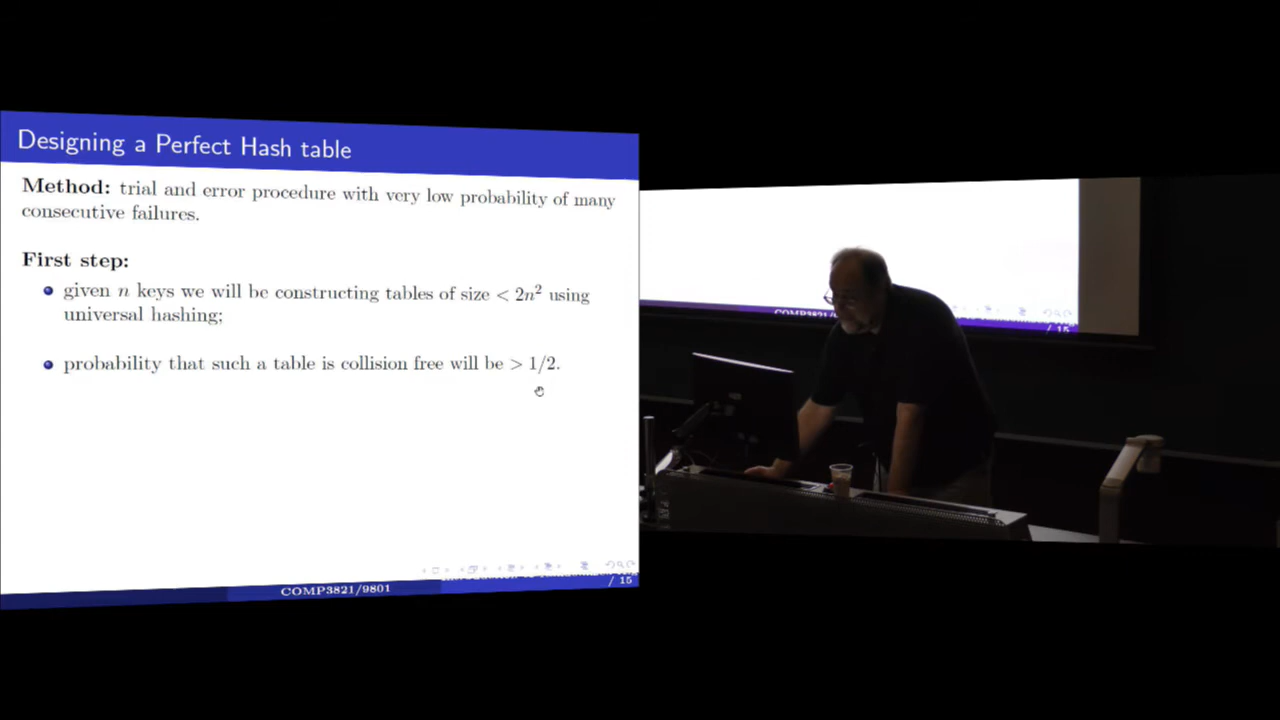 Designing a Perfect Hash table
Method: trial and error procedure with very low probability of many
consecutive failures.
First step:
given n keys we will be constructing tables of size < 2n² using
universal hashing;
probability that such a table is collision free will be > 1/2.
COMP3821/9801
/ 15
/ 15